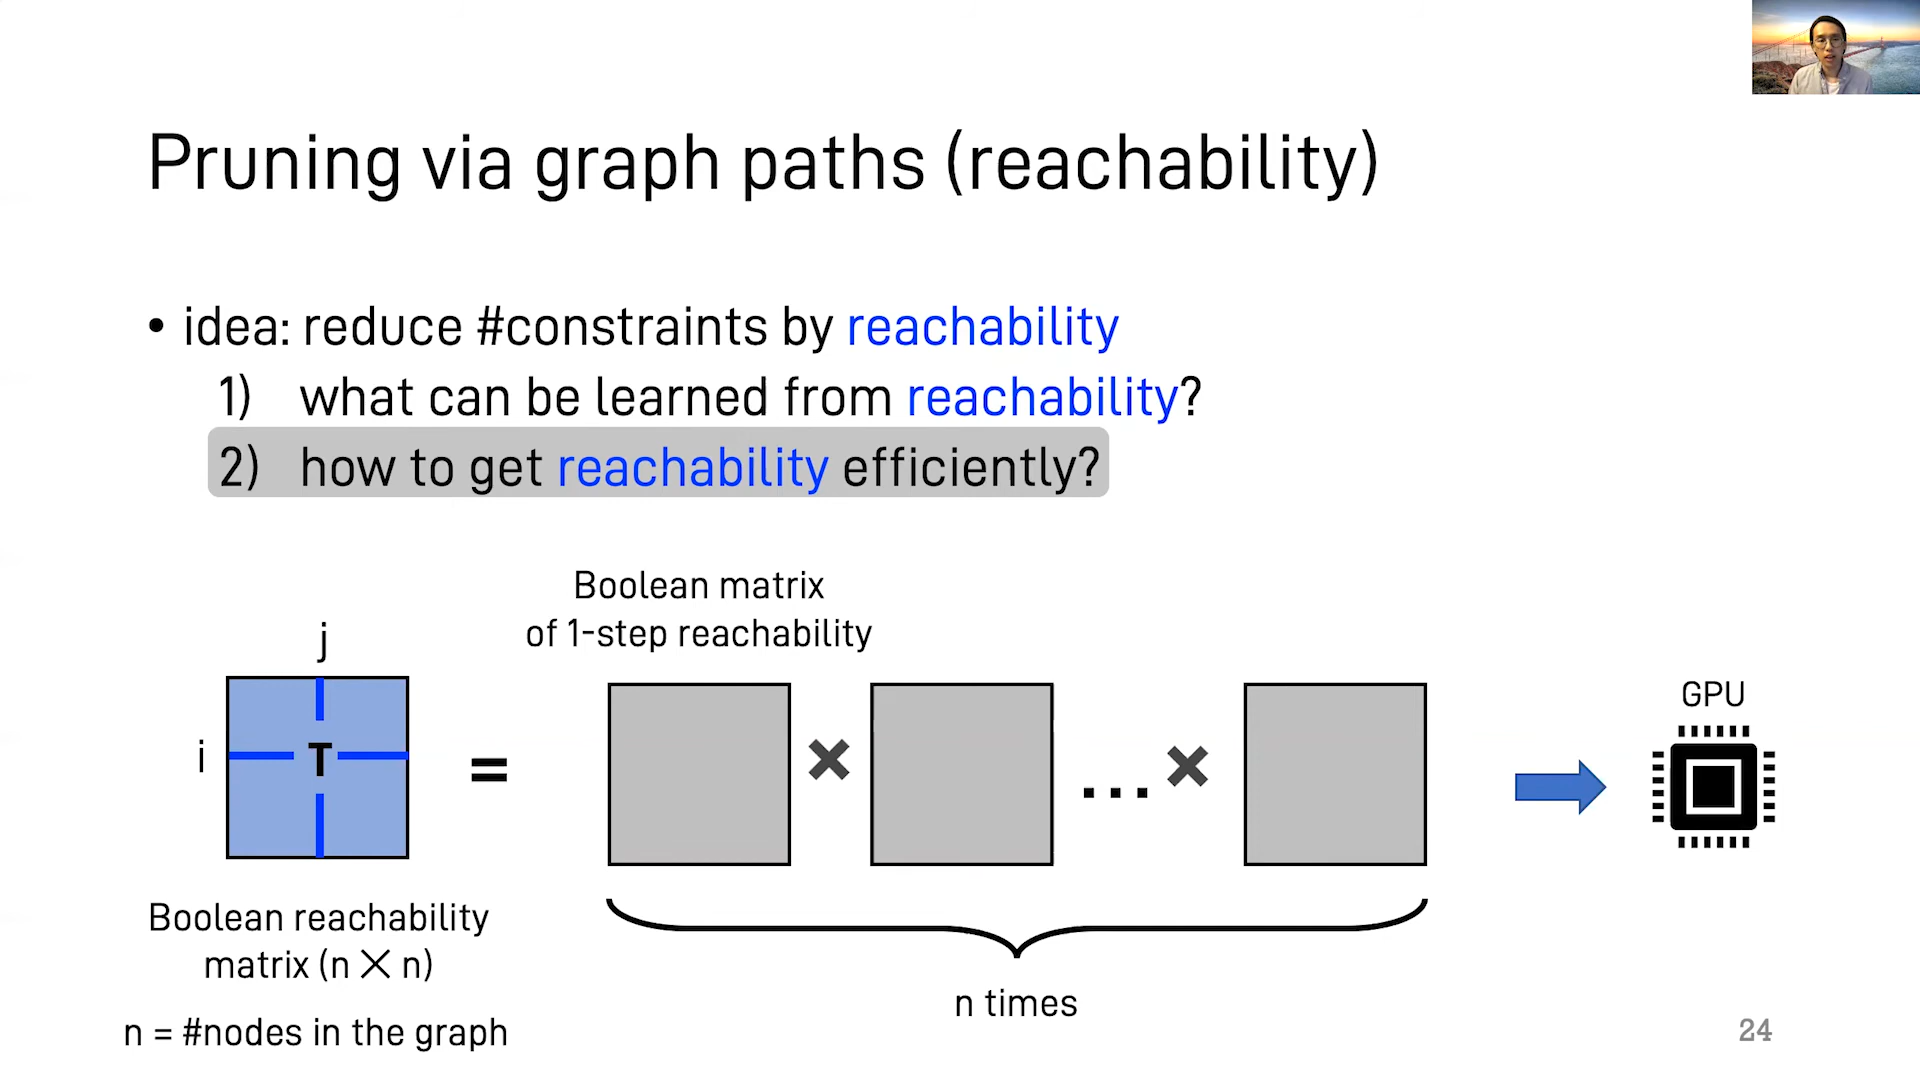 Pruning via graph paths (reachability)
• idea: reduce #constraints by reachability
1) what can be learned from reachability?
2) how to get reachability efficiently?
Boolean matrix
of 1-step reachability
j
i
T
=
×
...
×
GPU
Boolean reachability
matrix (n × n)
n = #nodes in the graph
n times
24